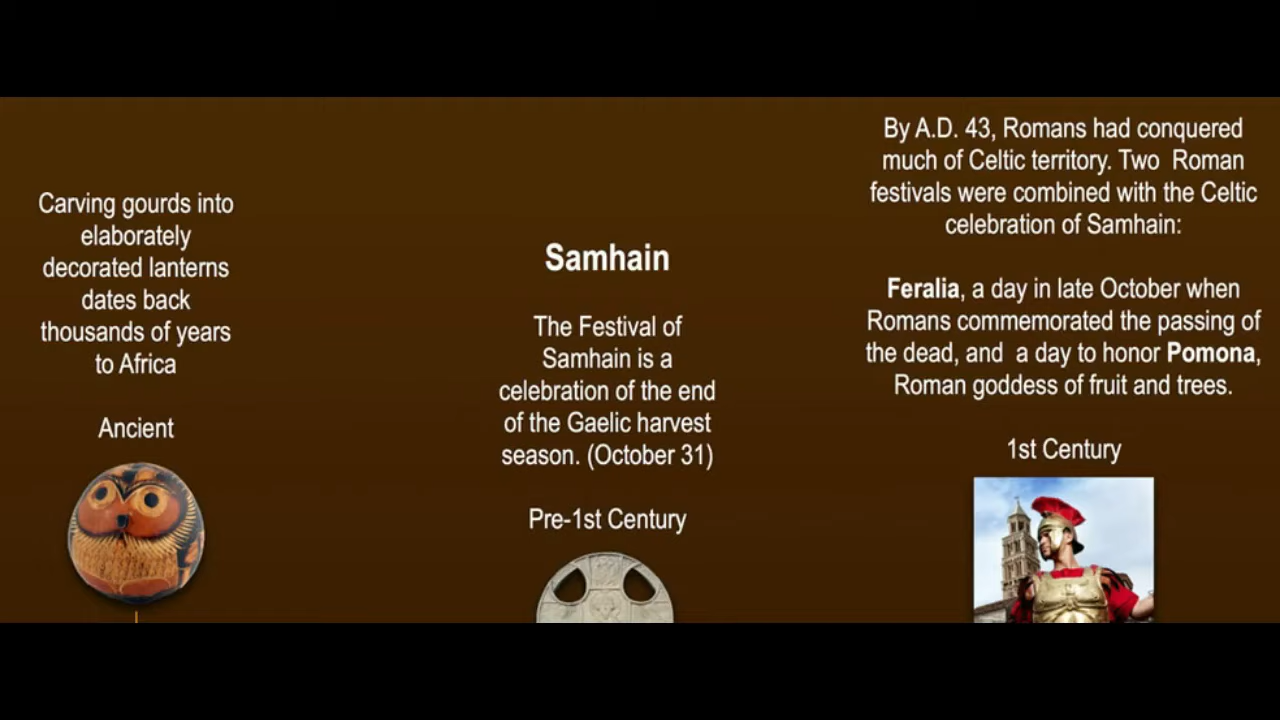 Carving gourds into
elaborately
decorated lanterns
dates back
thousands of years
to Africa
Ancient
Samhain
The Festival of
Samhain is a
celebration of the end
of the Gaelic harvest
season. (October 31)
Pre-1st Century
By A.D. 43, Romans had conquered
much of Celtic territory. Two  Roman
festivals were combined with the Celtic
celebration of Samhain:
Feralia, a day in late October when
Romans commemorated the passing of
the dead, and  a day to honor Pomona,
Roman goddess of fruit and trees.
1st Century